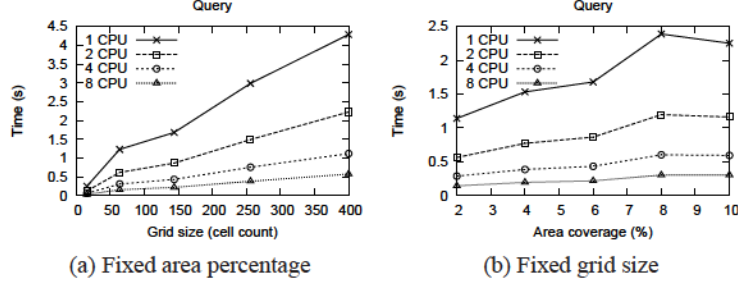 Query
4.5
4
3.5
3
2.5
2
1.5
1
0.5
0
Time (s)
1 CPU
2 CPU
4 CPU
8 CPU
0 50 100 150 200 250 300 350 400
Grid size (cell count)
(a) Fixed area percentage
Query
2.5
2
1.5
1
0.5
0
Time (s)
1 CPU
2 CPU
4 CPU
8 CPU
2 3 4 5 6 7 8 9 10
Area coverage (%)
(b) Fixed grid size